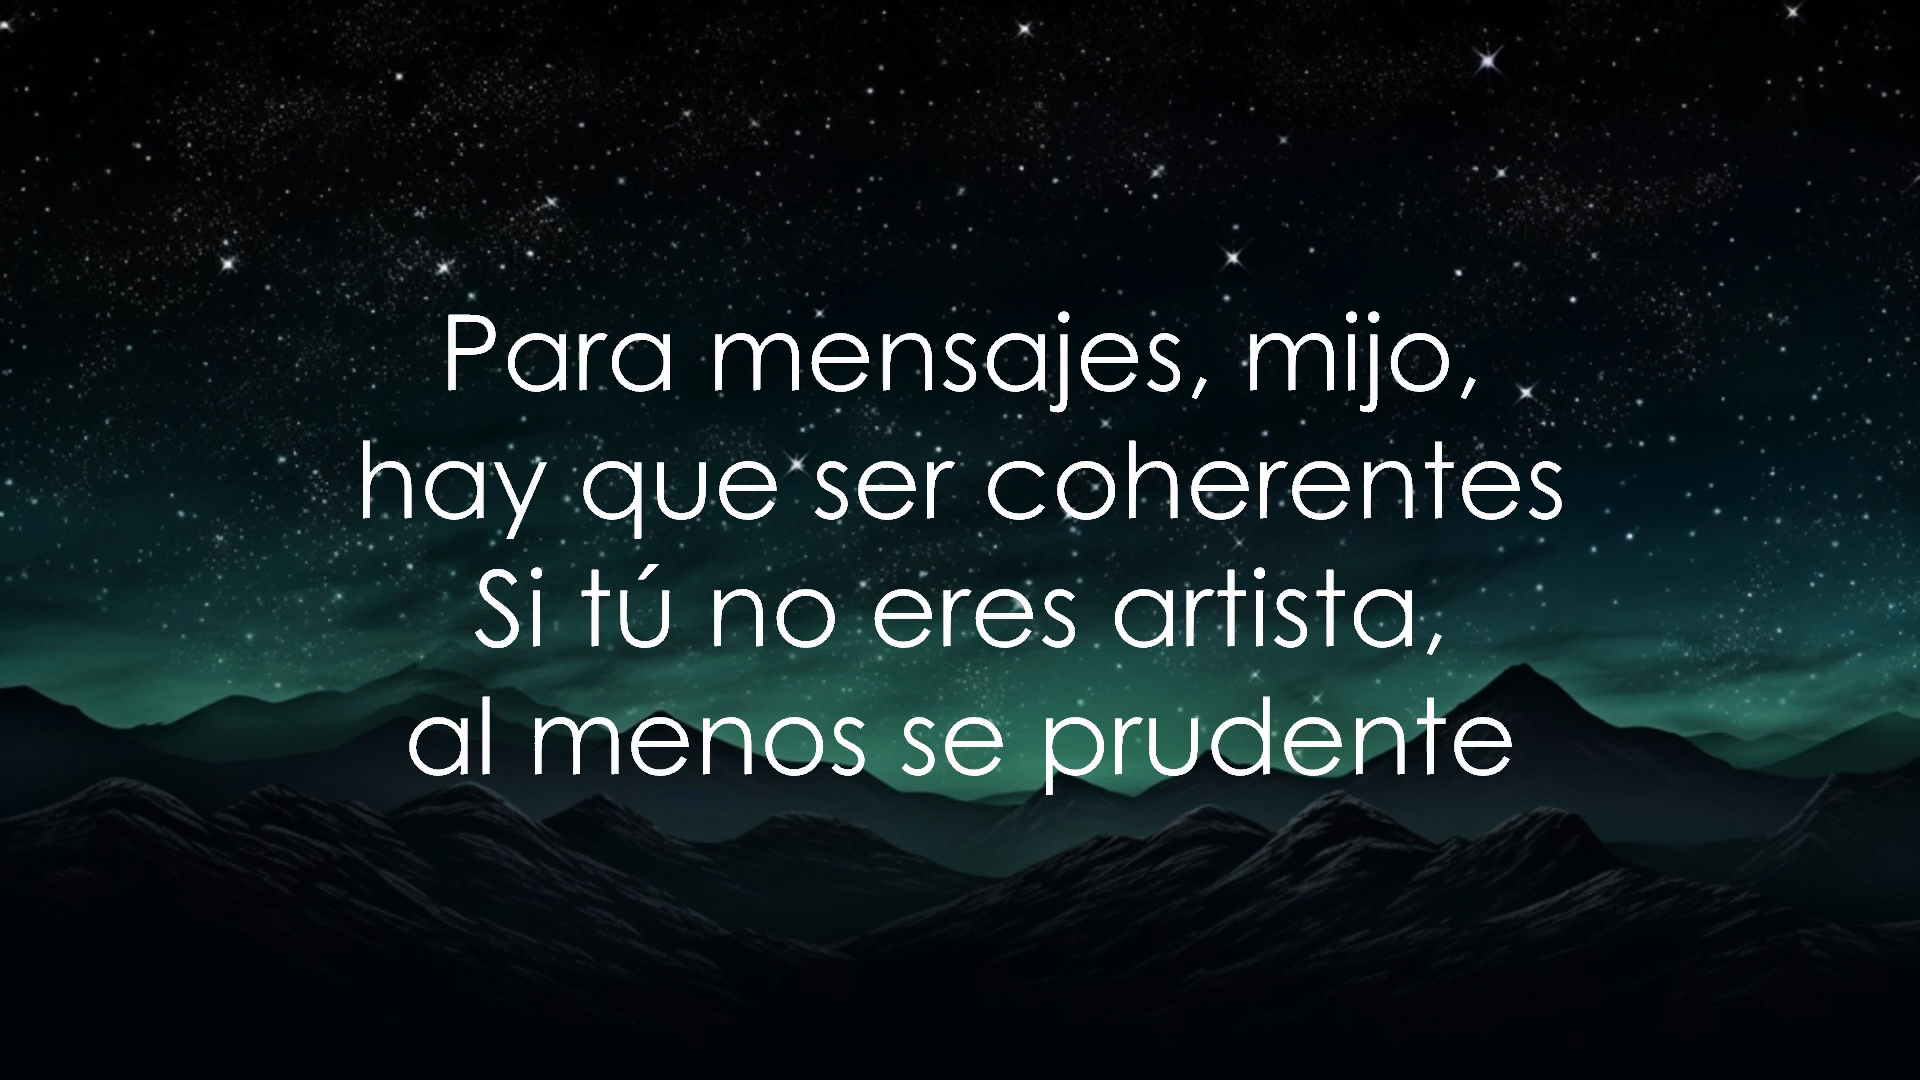 Para mensajes, mijo,
hay que ser coherentes
Si tú no eres artista,
al menos se prudente